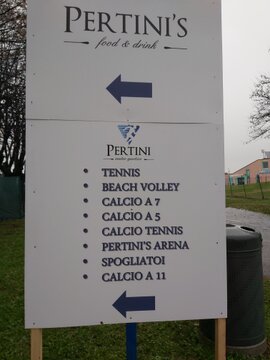 PERTINI'S
food & drink
PERTINI
TENNIS
BEACH VOLLEY
CALCIO A 7
CALCIO A 5
CALCIO TENNIS
PERTINI'S ARENA
SPOGLIATOI
CALCIO A 11